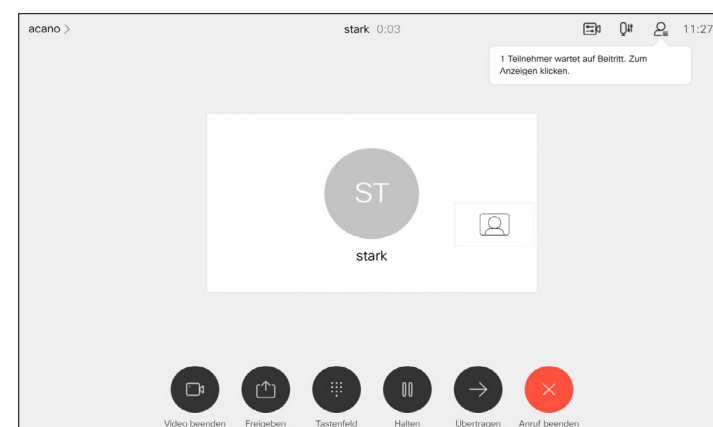 acano >
stark 0:03
11:27
1 Teilnehmer wartet auf Beitritt. Zum
Anzeigen klicken.
ST
stark
Video beenden
Freigeben
Tastenfeld
Halten
Übertragen
Anruf beenden